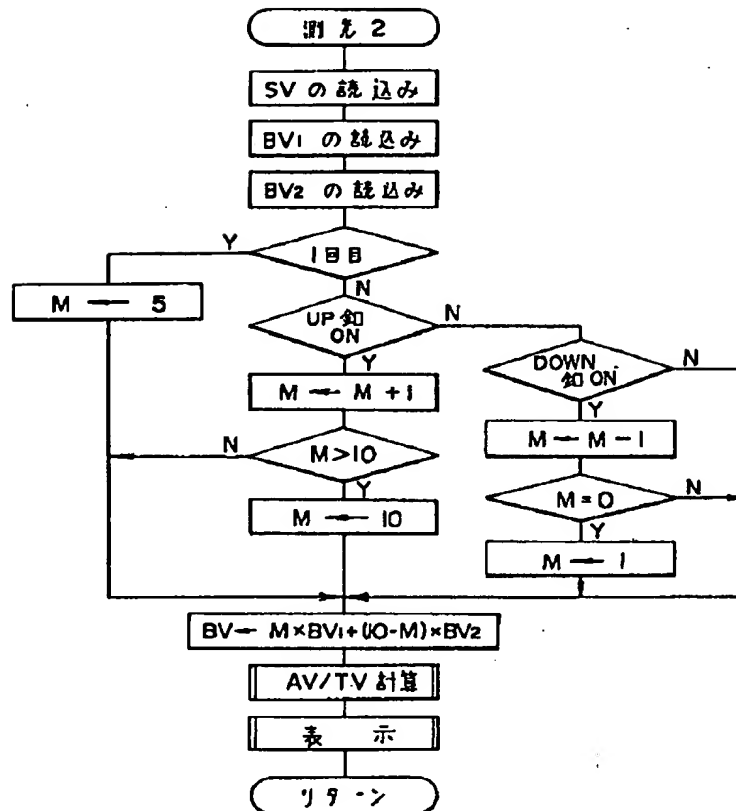 測光2
SVの読込み
BV1の読込み
BV2の読込み
1回目
Y
N
M ← 5
UP釦
ON
N
Y
M ← M+1
DOWN
釦ON
N
Y
M ← M-1
M>10
N
Y
M ← 10
M=0
N
Y
M ← 1
BV← M×BV1+(10-M)×BV2
AV/TV計算
表 示
リターン